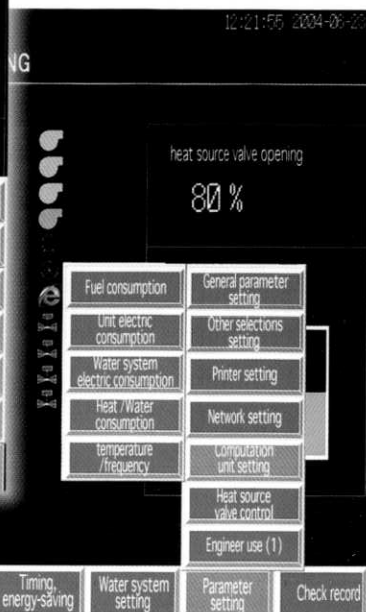 12:21:55 2004-06-23
NG
heat source valve opening
80 %
Fuel consumption
General parameter
setting
Unit electric
consumption
Other selections
setting
Water system
electric consumption
Printer setting
Heat /Water
consumption
Network setting
temperature
/frequency
Computation
unit setting
Heat source
valve control
Engineer use (1)
Timing,
energy-saving
Water system
setting
Parameter
setting
Check record